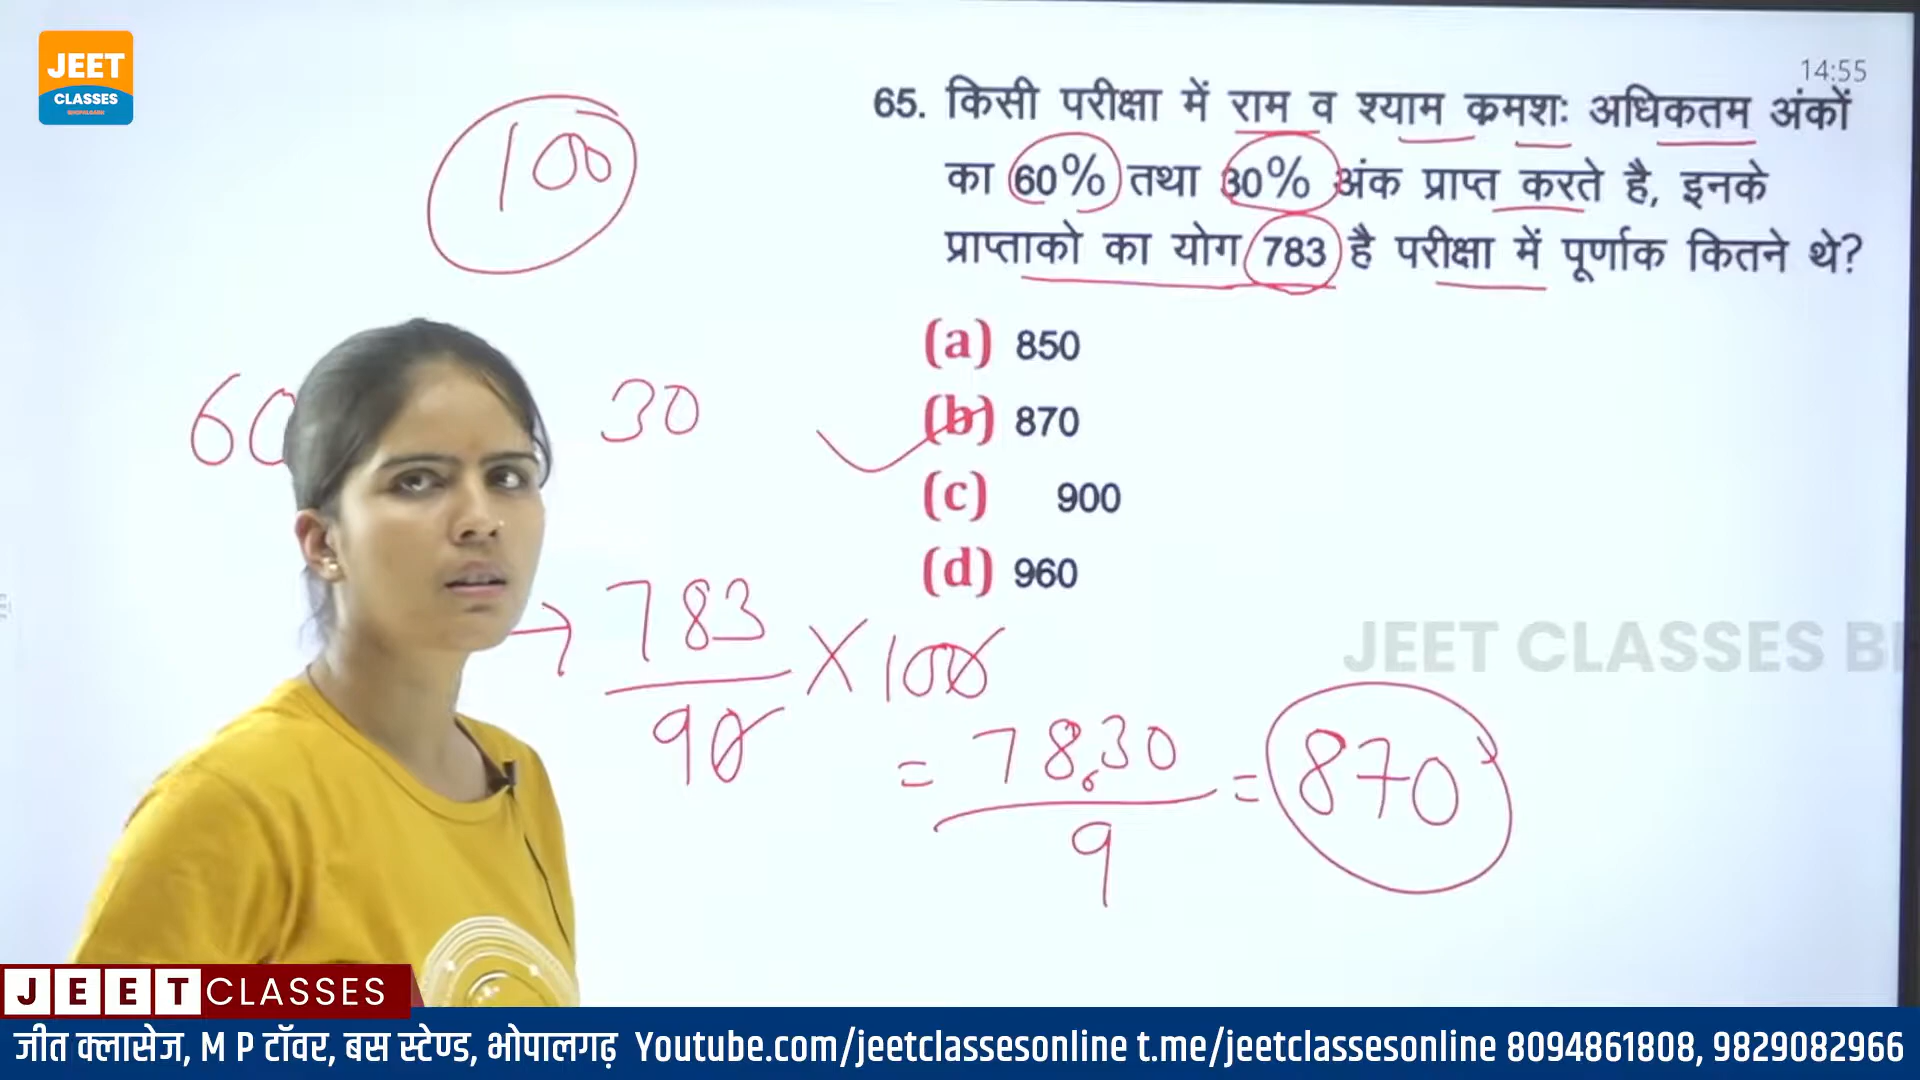 JEET
CLASSES
14:55
65. किसी परीक्षा में राम व श्याम क्रमशः अधिकतम अंकों
का 60% तथा 30% अंक प्राप्त करते है, इनके
प्राप्ताको का योग 783 है परीक्षा में पूर्णाक कितने थे?
(a) 850
(b) 870
(c) 900
(d) 960
100
60
30
783
90
× 100
= 7830
9
= 870
JEET CLASSES B
JEET CLASSES
जीत क्लासेज, M P टॉवर, बस स्टेण्ड, भोपालगढ़ Youtube.com/jeetclassesonline t.me/jeetclassesonline 8094861808, 9829082966